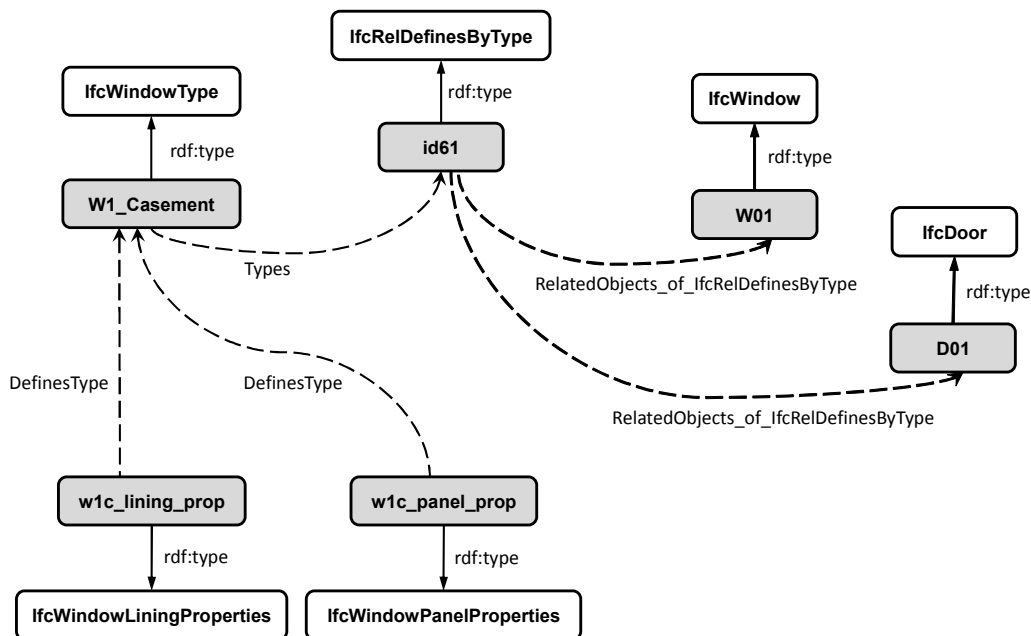 IfcRelDefinesByType
IfcWindowType
rdf:type
IfcWindow
rdf:type
id61
rdf:type
W1_Casement
W01
IfcDoor
Types
RelatedObjects_of_IfcRelDefinesByType
rdf:type
D01
DefinesType
DefinesType
RelatedObjects_of_IfcRelDefinesByType
w1c_lining_prop
w1c_panel_prop
rdf:type
rdf:type
IfcWindowLiningProperties
IfcWindowPanelProperties